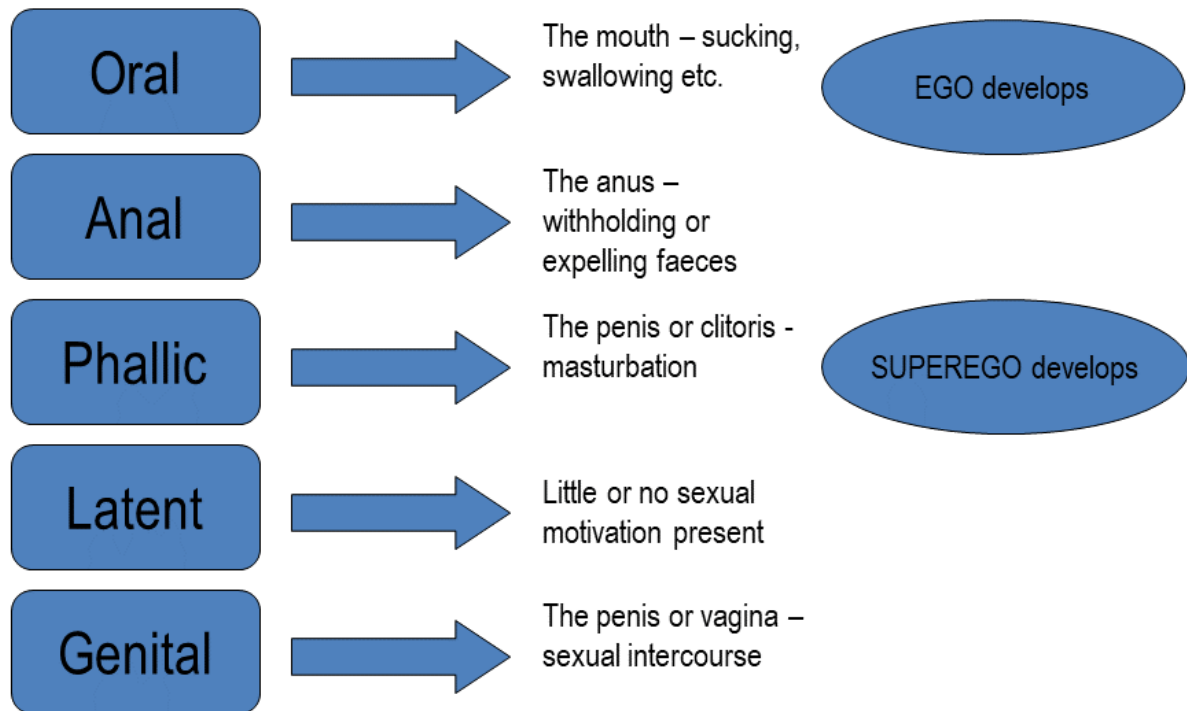 Oral
The mouth – sucking,
swallowing etc.
EGO develops
Anal
The anus –
withholding or
expelling faeces
Phallic
The penis or clitoris -
masturbation
SUPEREGO develops
Latent
Little or no sexual
motivation present
Genital
The penis or vagina –
sexual intercourse